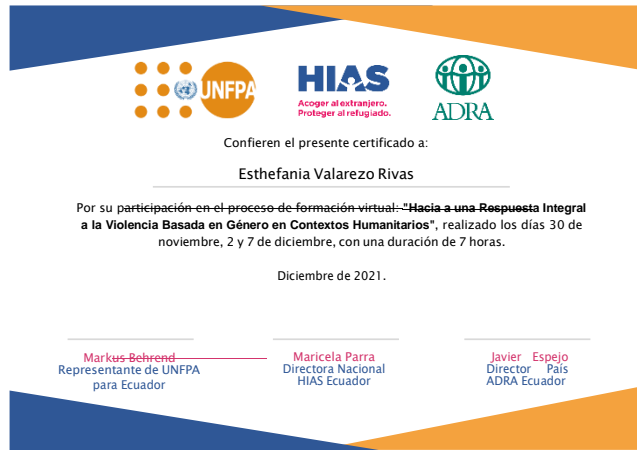 UNFPA
HIAS
Acoger al extranjero.
Proteger al refugiado.
ADRA
Confieren el presente certificado a:
Esthefania Valarezo Rivas
Por su participación en el proceso de formación virtual: "Hacia a una Respuesta Integral
a la Violencia Basada en Género en Contextos Humanitarios", realizado los días 30 de
noviembre, 2 y 7 de diciembre, con una duración de 7 horas.
Diciembre de 2021.
Markus Behrend
Representante de UNFPA
para Ecuador
Maricela Parra
Directora Nacional
HIAS Ecuador
Javier Espejo
Director País
ADRA Ecuador